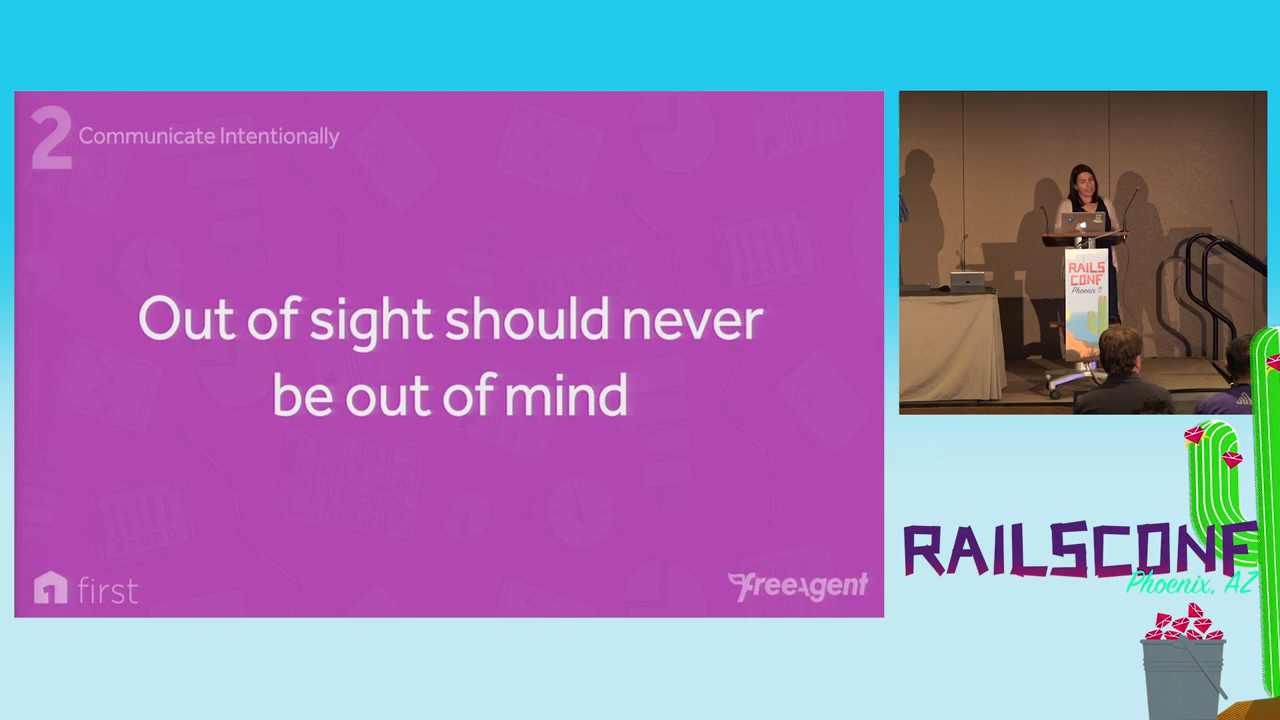 2 Communicate Intentionally
Out of sight should never
be out of mind
first
freeagent
RAILS
CONF
Phoenix
RAILSCONF
Phoenix, AZ